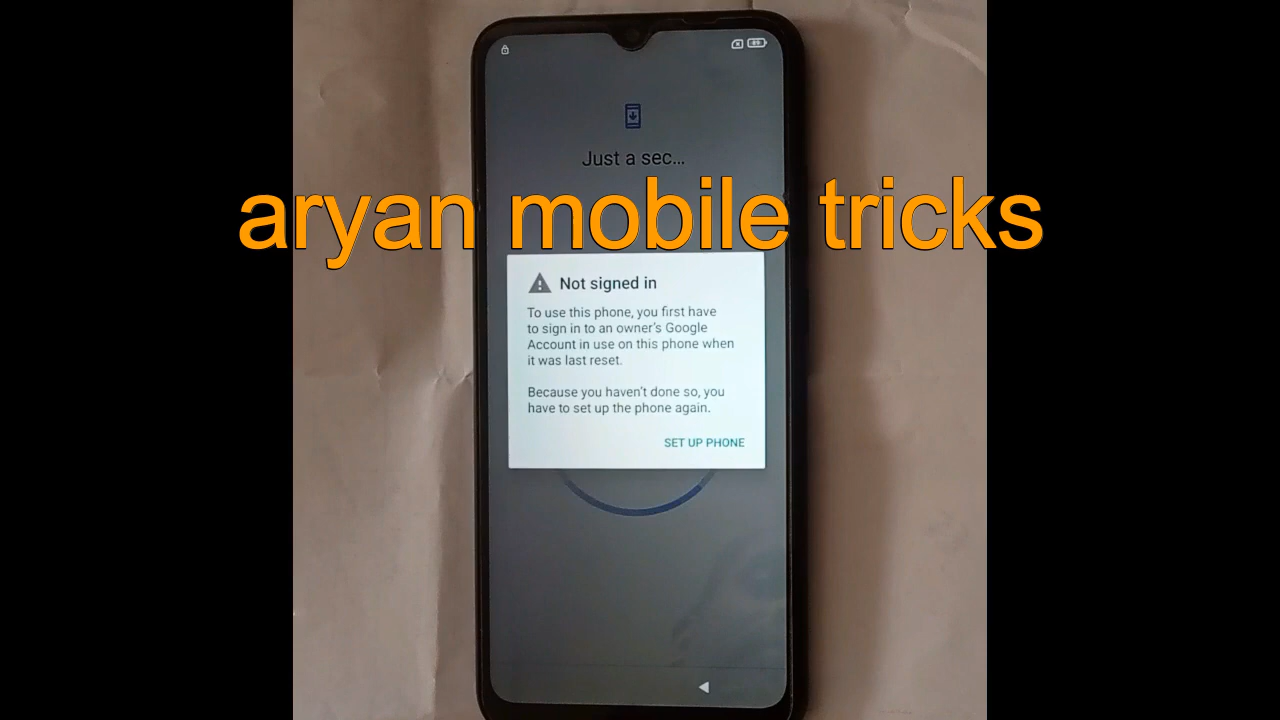 Just a sec...
aryan mobile tricks
Not signed in
To use this phone, you first have
to sign in to an owner's Google
Account in use on this phone when
it was last reset.
Because you haven't done so, you
have to set up the phone again.
SET UP PHONE